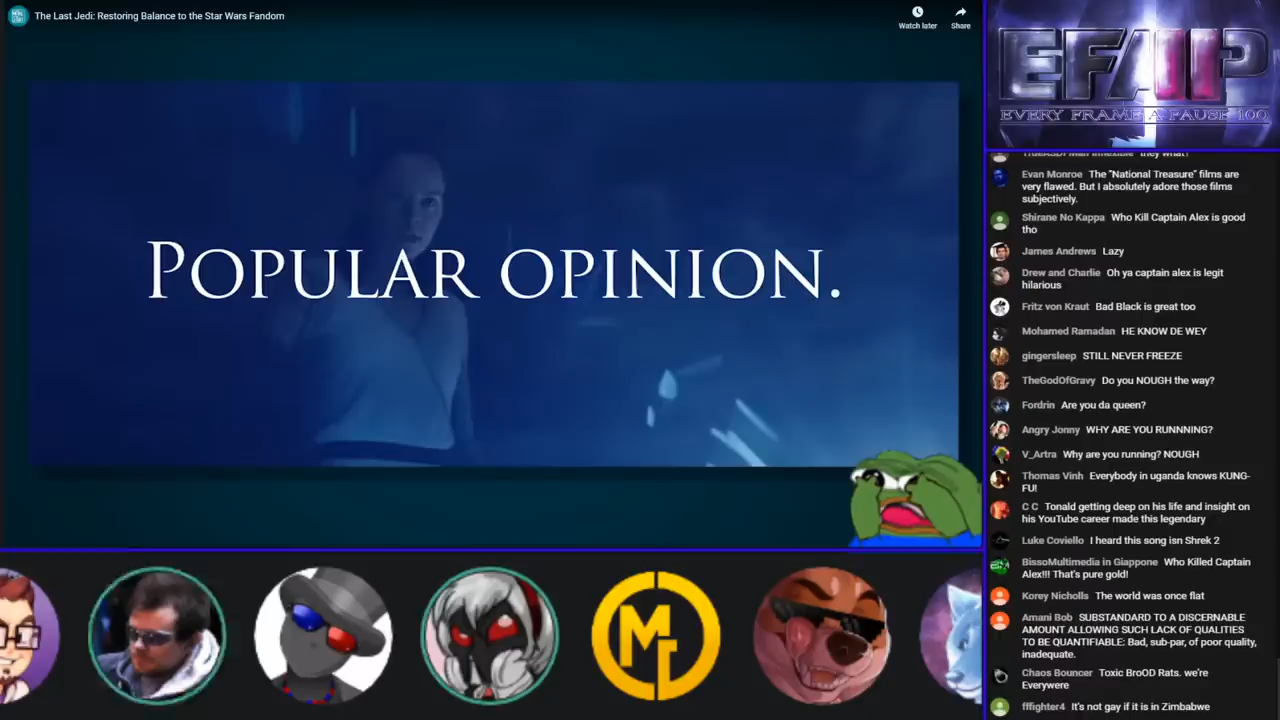 The Last Jedi: Restoring Balance to the Star Wars Fandom
Watch later
Share
POPULAR OPINION.
EFAP
EVERY FRAME A PAUSE 100
they what?
Evan Monroe The "National Treasure" films are
very flawed. But I absolutely adore those films
subjectively.
Shirane No Kappa Who Kill Captain Alex is good
tho
James Andrews Lazy
Drew and Charlie Oh ya captain alex is legit
hilarious
Fritz von Kraut Bad Black is great too
Mohamed Ramadan HE KNOW DE WEY
gingersleep STILL NEVER FREEZE
TheGodOfGravy Do you NOUGH the way?
Fordrin Are you da queen?
Angry Jonny WHY ARE YOU RUNNNING?
V_Artra Why are you running? NOUGH
Thomas Vinh Everybody in uganda knows KUNG-
FU!
C C Tonald getting deep on his life and insight on
his YouTube career made this legendary
Luke Coviello I heard this song isn Shrek 2
BissoMultimedia in Giappone Who Killed Captain
Alex!!! That's pure gold!
Korey Nicholls The world was once flat
Amani Bob SUBSTANDARD TO A DISCERNABLE
AMOUNT ALLOWING SUCH LACK OF QUALITIES
TO BE QUANTIFIABLE: Bad, sub-par, of poor quality,
inadequate.
Chaos Bouncer Toxic BroOD Rats. we're
Everywere
fffighter4 It's not gay if it is in Zimbabwe